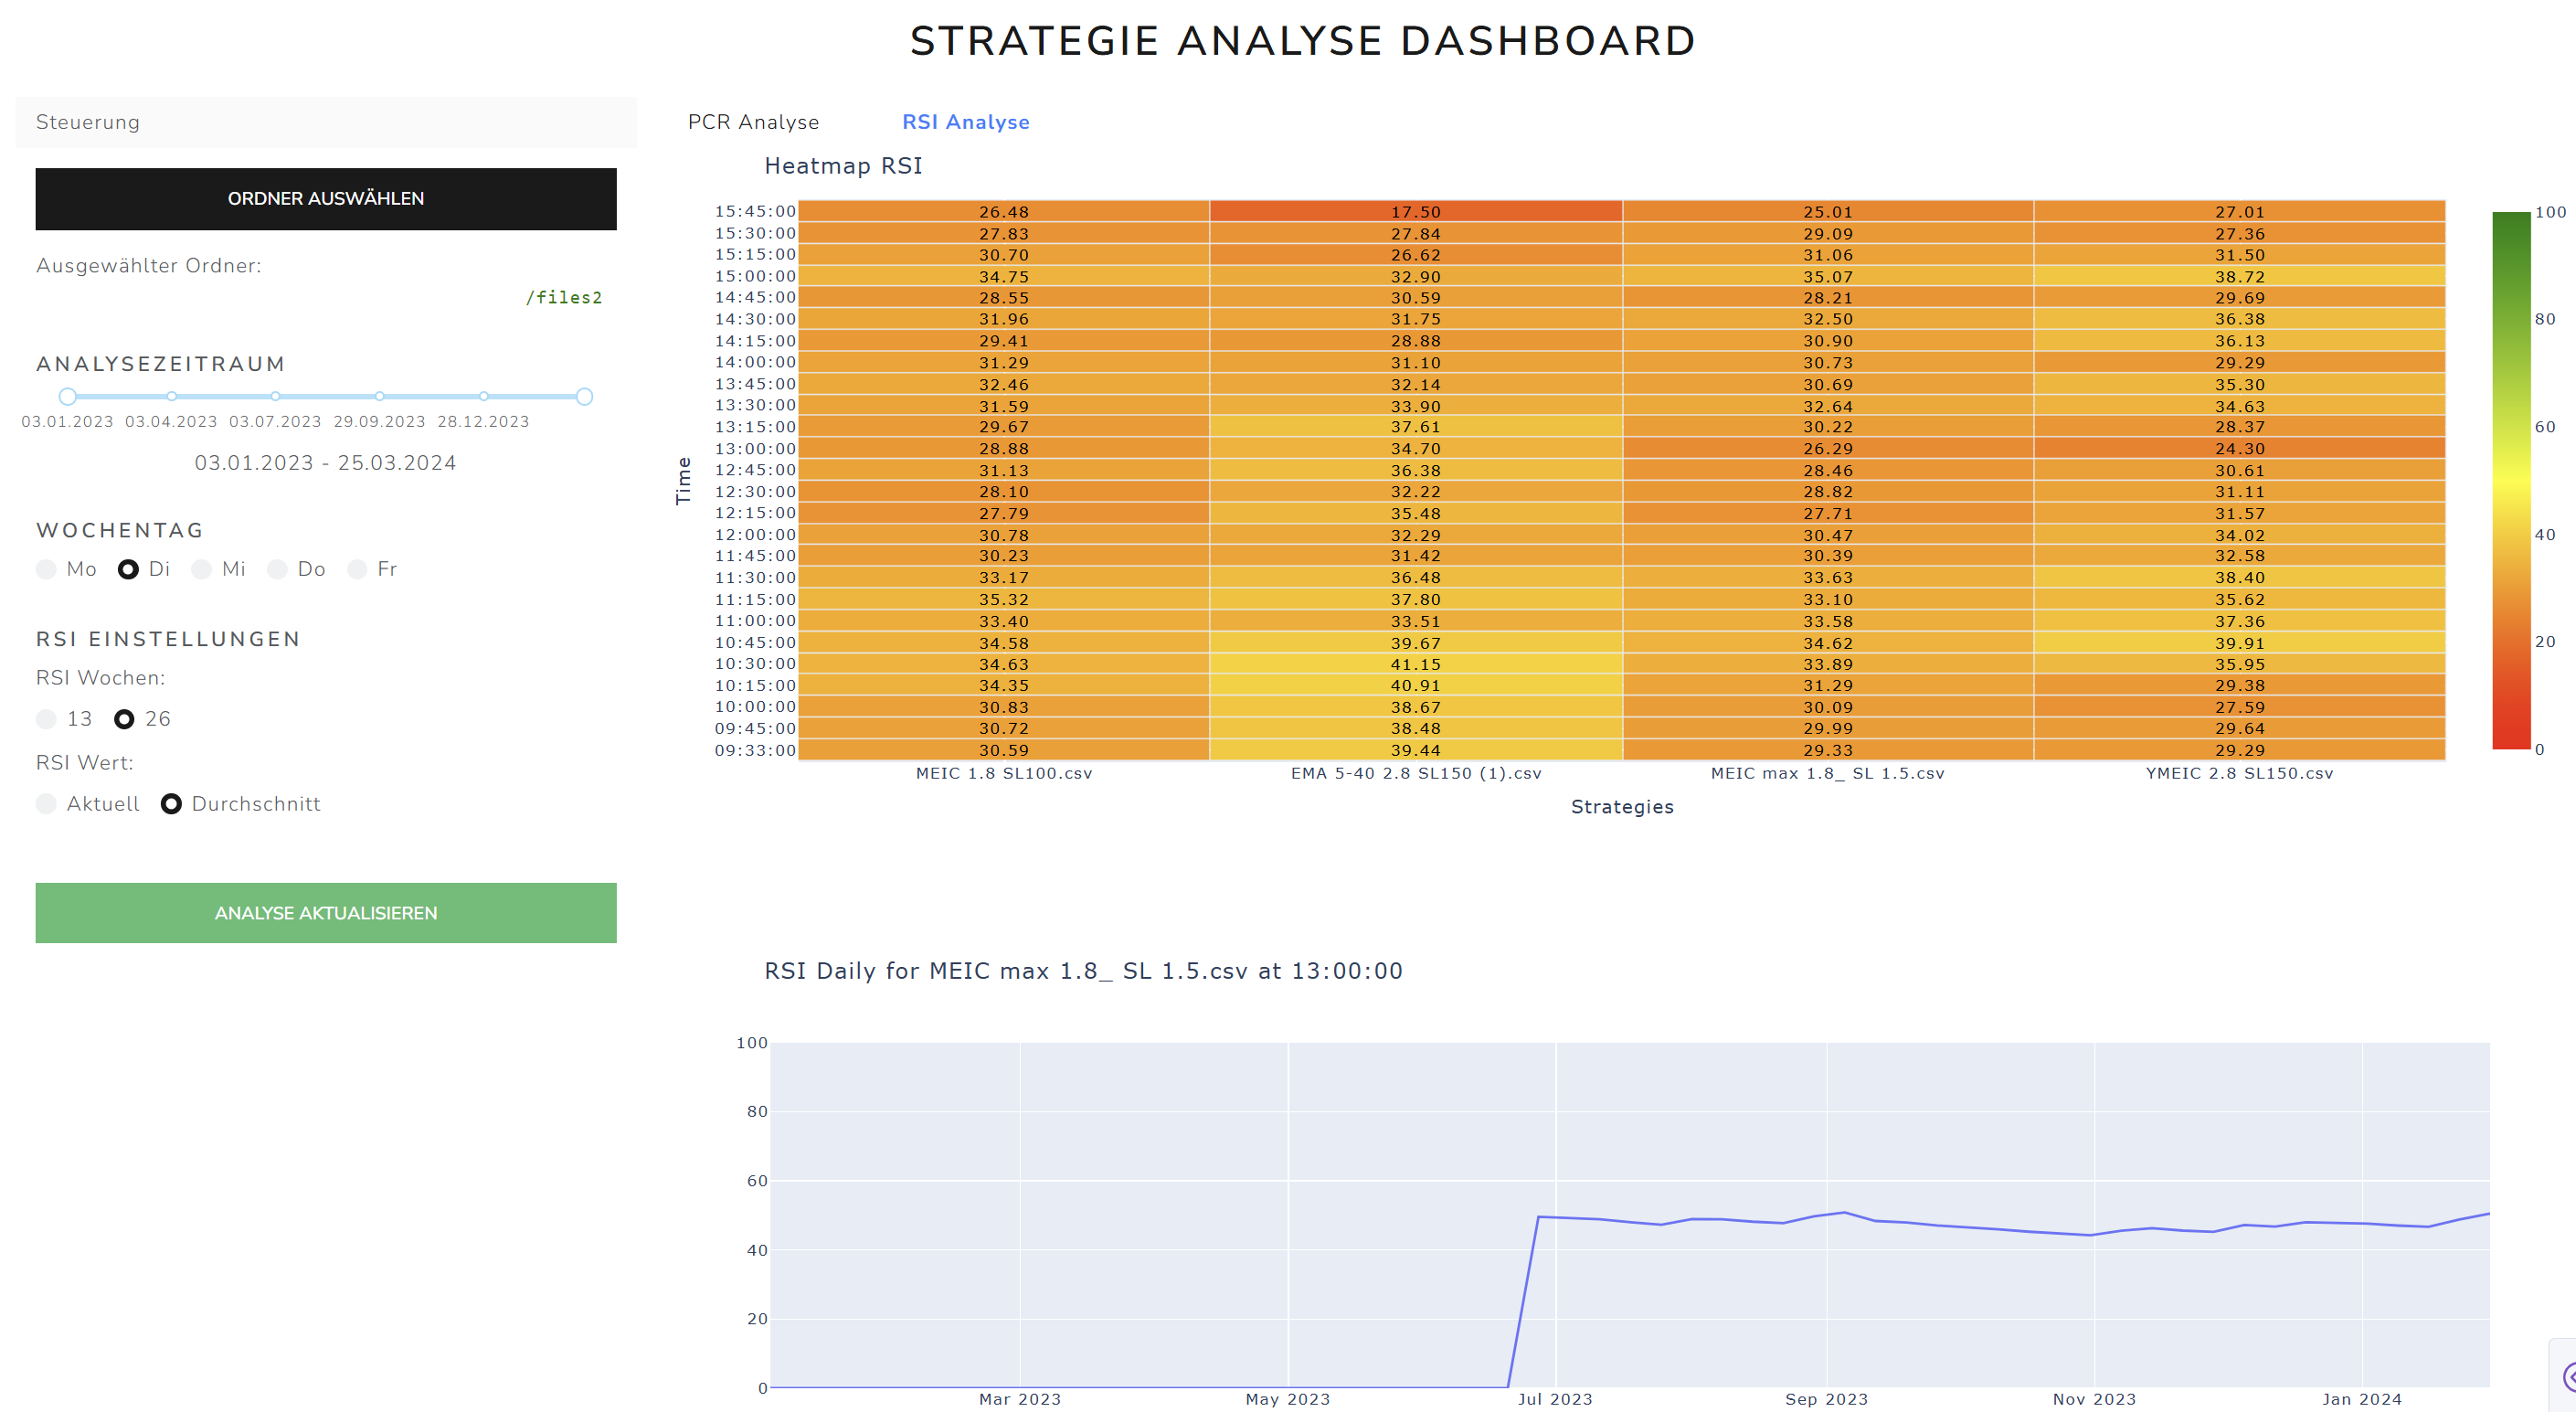 STRATEGIE ANALYSE DASHBOARD
Steuerung
ORDNER AUSWÄHLEN
Ausgewählter Ordner:
/files2
ANALYSEZEITRAUM
03.01.2023 03.04.2023 03.07.2023 29.09.2023 28.12.2023
03.01.2023 - 25.03.2024
WOCHENTAG
Mo Di Mi Do Fr
RSI EINSTELLUNGEN
RSI Wochen:
13 26
RSI Wert:
Aktuell Durchschnitt
ANALYSE AKTUALISIEREN
PCR Analyse RSI Analyse
Heatmap RSI
Time
15:45:00 26.48 17.50 25.01 27.01
15:30:00 27.83 27.84 29.09 27.36
15:15:00 30.70 26.62 31.06 31.50
15:00:00 34.75 32.90 35.07 38.72
14:45:00 28.55 30.59 28.21 29.69
14:30:00 31.96 31.75 32.50 36.38
14:15:00 29.41 28.88 30.90 36.13
14:00:00 31.29 31.10 30.73 29.29
13:45:00 32.46 32.14 30.69 35.30
13:30:00 31.59 33.90 32.64 34.63
13:15:00 29.67 37.61 30.22 28.37
13:00:00 28.88 34.70 26.29 24.30
12:45:00 31.13 36.38 28.46 30.61
12:30:00 28.10 32.22 28.82 31.11
12:15:00 27.79 35.48 27.71 31.57
12:00:00 30.78 32.29 30.47 34.02
11:45:00 30.23 31.42 30.39 32.58
11:30:00 33.17 36.48 33.63 38.40
11:15:00 35.32 37.80 33.10 35.62
11:00:00 33.40 33.51 33.58 37.36
10:45:00 34.58 39.67 34.62 39.91
10:30:00 34.63 41.15 33.89 35.95
10:15:00 34.35 40.91 31.29 29.38
10:00:00 30.83 38.67 30.09 27.59
09:45:00 30.72 38.48 29.99 29.64
09:33:00 30.59 39.44 29.33 29.29
MEIC 1.8 SL100.csv EMA 5-40 2.8 SL150 (1).csv MEIC max 1.8_ SL 1.5.csv YMEIC 2.8 SL150.csv
Strategies
100
80
60
40
20
0
RSI Daily for MEIC max 1.8_ SL 1.5.csv at 13:00:00
100
80
60
40
20
0
Mar 2023 May 2023 Jul 2023 Sep 2023 Nov 2023 Jan 2024